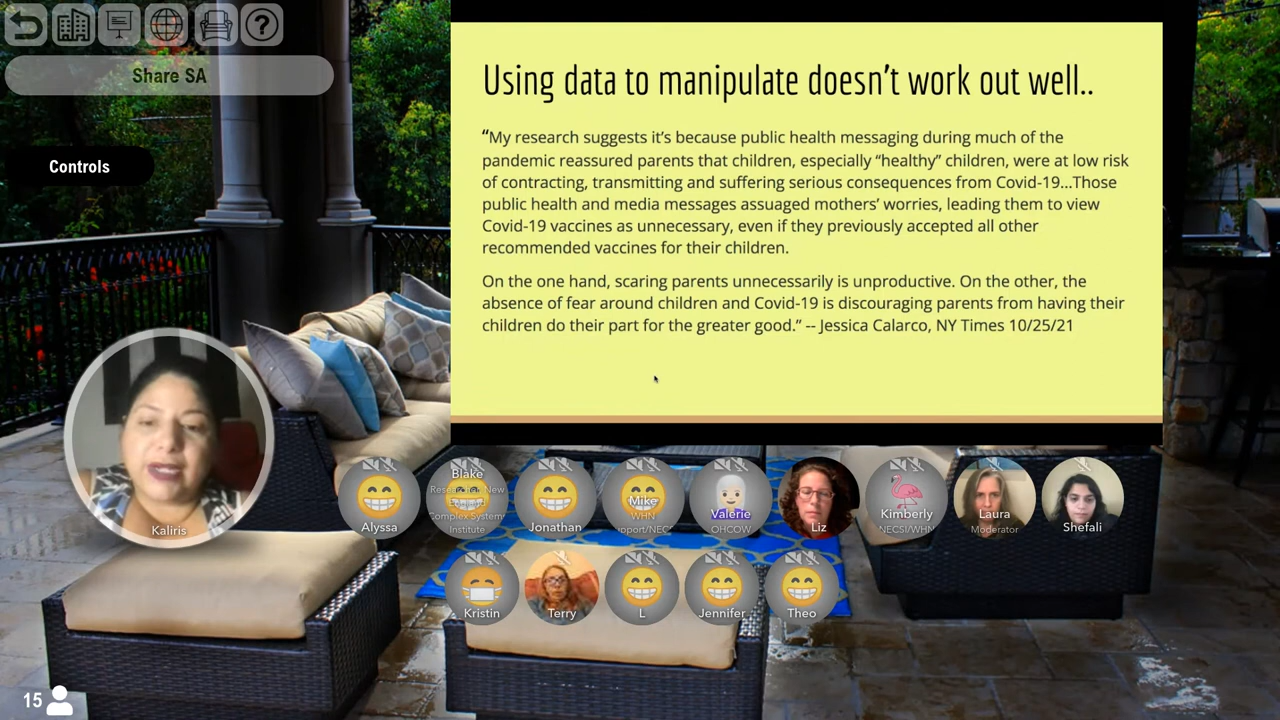 Share SA
Controls
Using data to manipulate doesn't work out well..
“My research suggests it's because public health messaging during much of the
pandemic reassured parents that children, especially “healthy” children, were at low risk
of contracting, transmitting and suffering serious consequences from Covid-19...Those
public health and media messages assuaged mothers' worries, leading them to view
Covid-19 vaccines as unnecessary, even if they previously accepted all other
recommended vaccines for their children.
On the one hand, scaring parents unnecessarily is unproductive. On the other, the
absence of fear around children and Covid-19 is discouraging parents from having their
children do their part for the greater good.” -- Jessica Calarco, NY Times 10/25/21
Kaliris
Alyssa
Blake
New
Complex Systems
Institute
Jonathan
Mike
WHN
Valerie
OHCOW
Liz
Kimberly
NECSI/WHN
Laura
Moderator
Shefali
Kristin
Terry
L
Jennifer
Theo
15